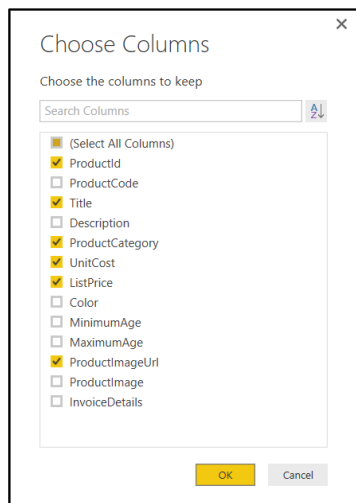 Choose Columns
Choose the columns to keep
Search Columns
(Select All Columns)
ProductId
ProductCode
Title
Description
ProductCategory
UnitCost
ListPrice
Color
MinimumAge
MaximumAge
ProductImageUrl
ProductImage
InvoiceDetails
OK Cancel